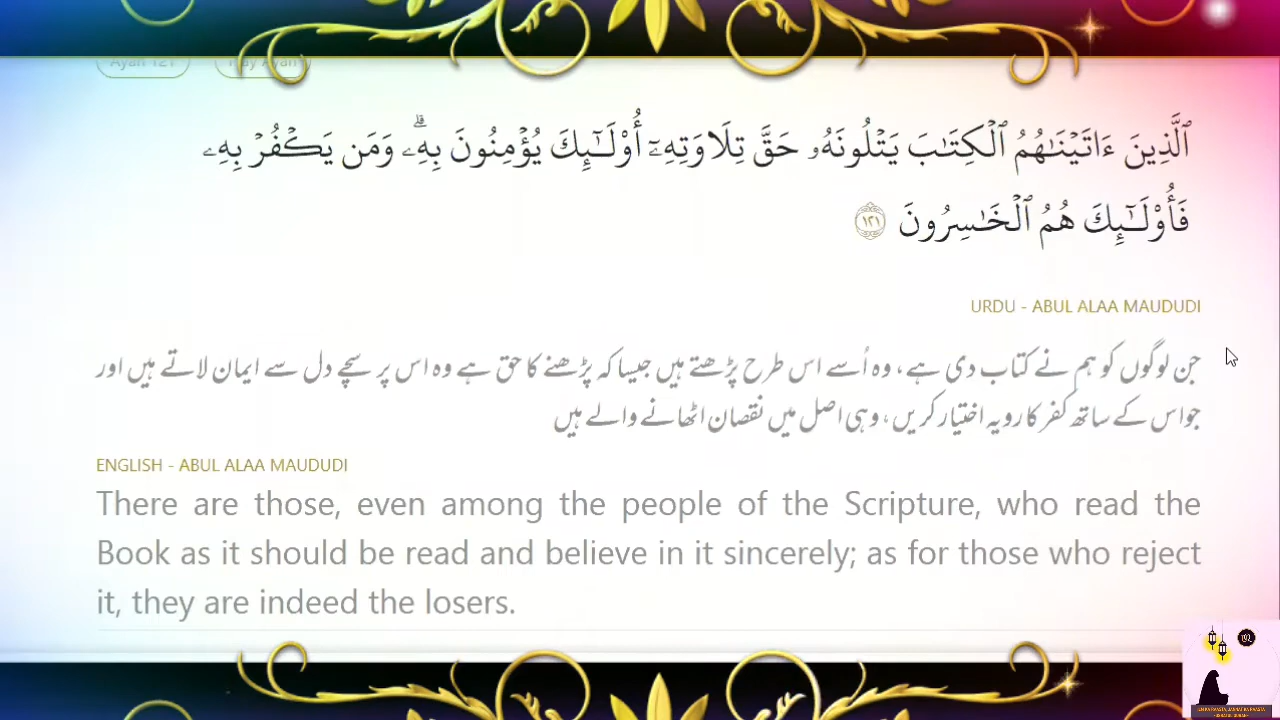 Ayah 121
Play Ayah
ٱلَّذِينَ ءَاتَيْنَـٰهُمُ ٱلْكِتَـٰبَ يَتْلُونَهُۥ حَقَّ تِلَاوَتِهِۦٓ أُو۟لَـٰٓئِكَ يُؤْمِنُونَ بِهِۦ ۗ وَمَن يَكْفُرْ بِهِۦ
فَأُو۟لَـٰٓئِكَ هُمُ ٱلْخَـٰسِرُونَ ١٢١
URDU - ABUL ALAA MAUDUDI
جن لوگوں کو ہم نے کتاب دی ہے، وہ اُسے اس طرح پڑھتے ہیں جیسا کہ پڑھنے کا حق ہے وہ اس پر سچے دل سے ایمان لاتے ہیں اور
جواس کے ساتھ کفر کا رویہ اختیار کریں، وہی اصل میں نقصان اٹھانے والے ہیں
ENGLISH - ABUL ALAA MAUDUDI
There are those, even among the people of the Scripture, who read the
Book as it should be read and believe in it sincerely; as for those who reject
it, they are indeed the losers.